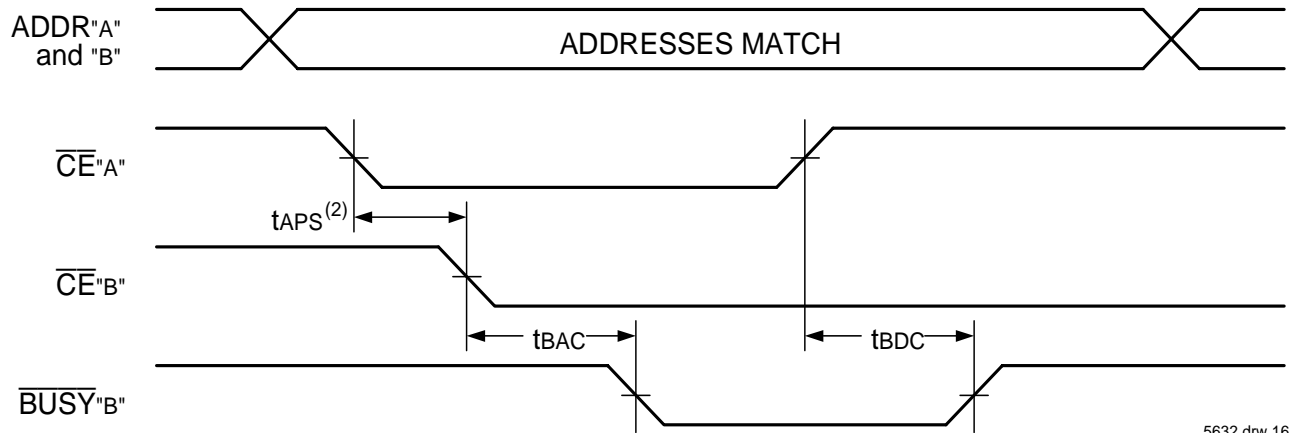 ADDR"A"
and "B"
ADDRESSES MATCH
CE"A"
tAPS(2)
CE"B"
tBAC
tBDC
BUSY"B"
5632 drw 16